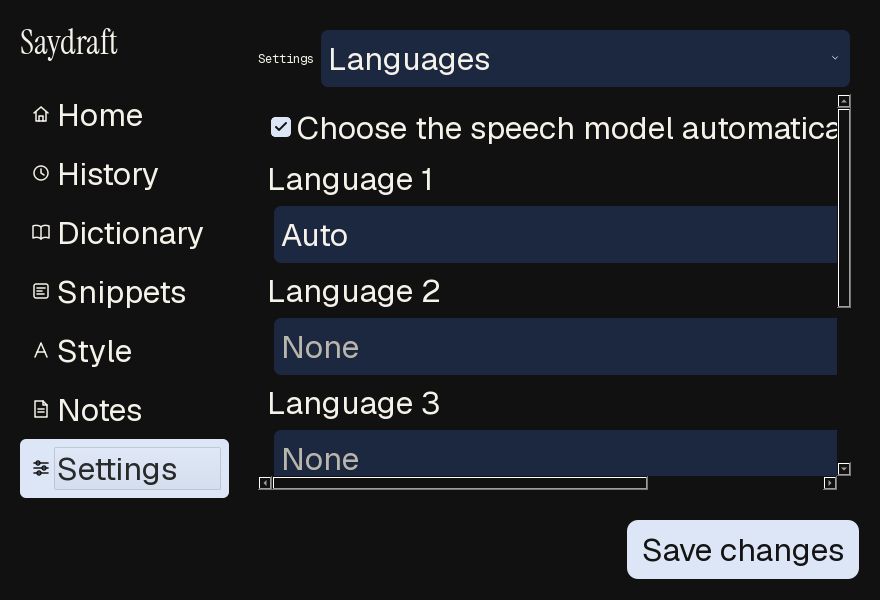 Saydraft
Home
History
Dictionary
Snippets
Style
Notes
Settings
Settings
Languages
Choose the speech model automatica
Language 1
Auto
Language 2
None
Language 3
None
Save changes